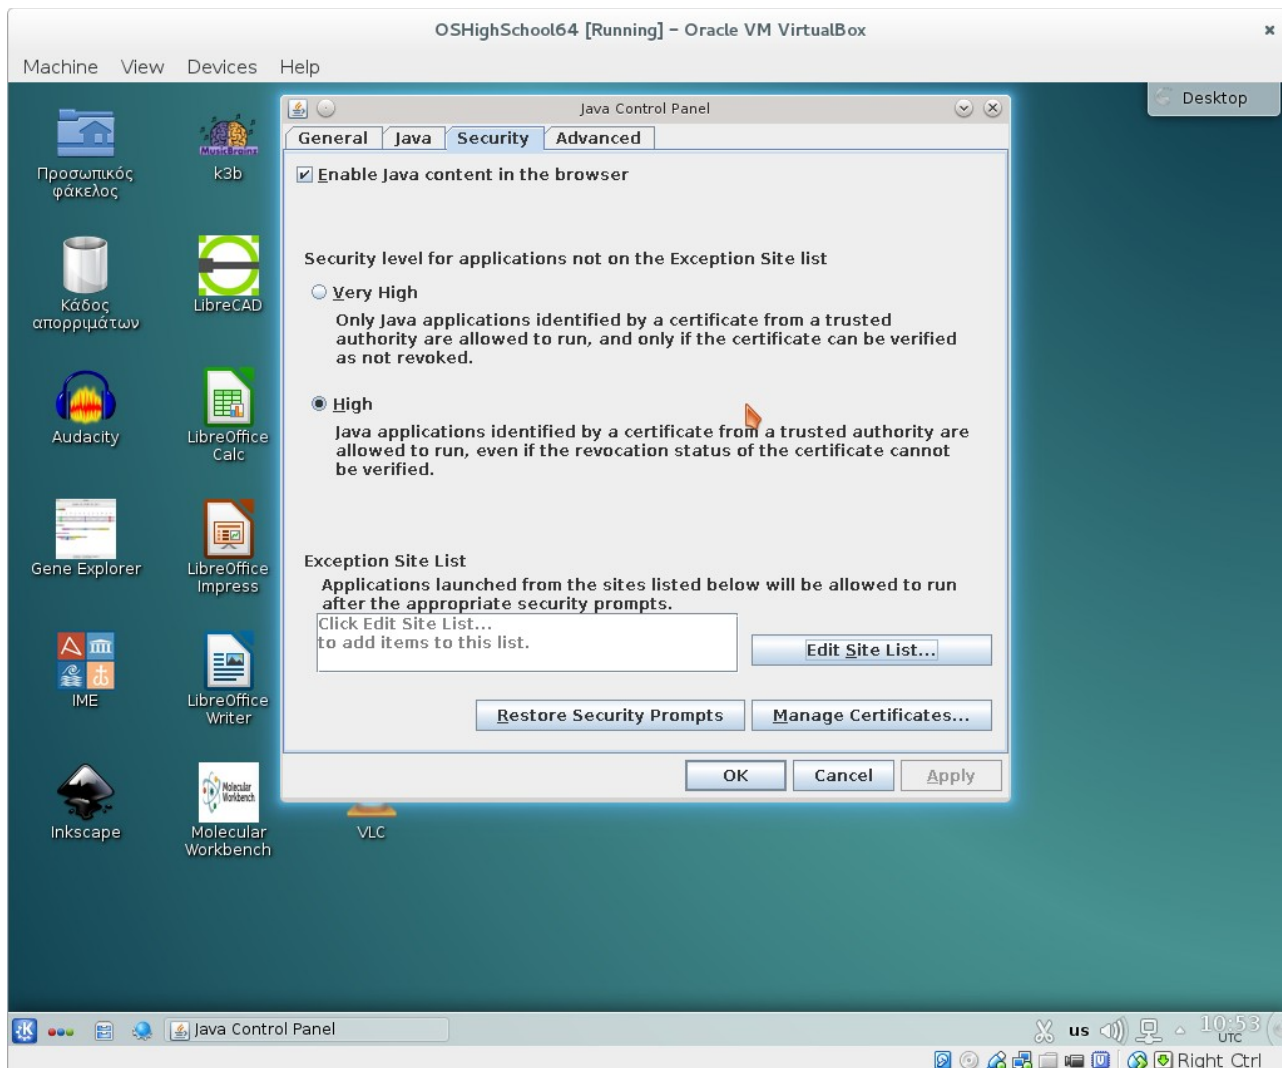 OSHighSchool64 [Running] – Oracle VM VirtualBox
Machine View Devices Help
Desktop
Προσωπικός
φάκελος
MusicBrainz
k3b
Κάδος
απορριμάτων
LibreCAD
Audacity
LibreOffice
Calc
Gene Explorer
LibreOffice
Impress
IME
LibreOffice
Writer
Inkscape
Molecular
Workbench
Molecular
Workbench
VLC
Java Control Panel
General Java Security Advanced
Enable Java content in the browser
Security level for applications not on the Exception Site list
Very High
Only Java applications identified by a certificate from a trusted
authority are allowed to run, and only if the certificate can be verified
as not revoked.
High
Java applications identified by a certificate from a trusted authority are
allowed to run, even if the revocation status of the certificate cannot
be verified.
Exception Site List
Applications launched from the sites listed below will be allowed to run
after the appropriate security prompts.
Click Edit Site List...
to add items to this list.
Edit Site List...
Restore Security Prompts Manage Certificates...
OK Cancel Apply
Java Control Panel
us
10:53
UTC
Right Ctrl